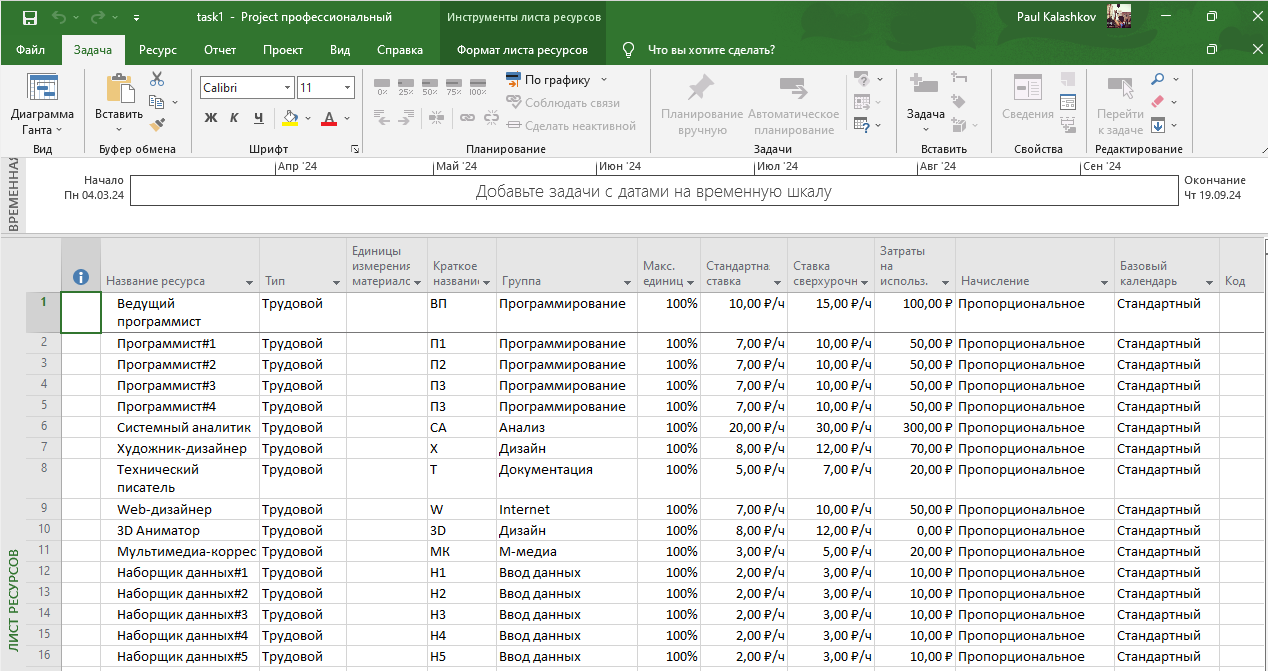 task1 - Project профессиональный
Инструменты листа ресурсов
Paul Kalashkov
Файл Задача Ресурс Отчет Проект Вид Справка Формат листа ресурсов Что вы хотите сделать?
Диаграмма Ганта
Вид
Вставить
Буфер обмена
Calibri 11
Ж К Ч А
Шрифт
0% 25% 50% 75% 100%
По графику
Соблюдать связи
Сделать неактивной
Планирование
Планирование вручную
Автоматическое планирование
Задачи
Задача
Вставить
Сведения
Свойства
Перейти к задаче
Редактирование
ВРЕМЕННАЯ
Апр '24 Май '24 Июн '24 Июл '24 Авг '24 Сен '24
Начало
Пн 04.03.24
Добавьте задачи с датами на временную шкалу
Окончание
Чт 19.09.24
ЛИСТ РЕСУРСОВ
Название ресурса Тип Единицы измерения материалс Краткое названи Группа Макс. единиц Стандартна ставка Ставка сверхурочн Затраты на использ. Начисление Базовый календарь Код
1 Ведущий программист Трудовой ВП Программирование 100% 10,00 ₽/ч 15,00 ₽/ч 100,00 ₽ Пропорциональное Стандартный
2 Программист#1 Трудовой П1 Программирование 100% 7,00 ₽/ч 10,00 ₽/ч 50,00 ₽ Пропорциональное Стандартный
3 Программист#2 Трудовой П2 Программирование 100% 7,00 ₽/ч 10,00 ₽/ч 50,00 ₽ Пропорциональное Стандартный
4 Программист#3 Трудовой П3 Программирование 100% 7,00 ₽/ч 10,00 ₽/ч 50,00 ₽ Пропорциональное Стандартный
5 Программист#4 Трудовой П3 Программирование 100% 7,00 ₽/ч 10,00 ₽/ч 50,00 ₽ Пропорциональное Стандартный
6 Системный аналитик Трудовой СА Анализ 100% 20,00 ₽/ч 30,00 ₽/ч 300,00 ₽ Пропорциональное Стандартный
7 Художник-дизайнер Трудовой Х Дизайн 100% 8,00 ₽/ч 12,00 ₽/ч 70,00 ₽ Пропорциональное Стандартный
8 Технический писатель Трудовой Т Документация 100% 5,00 ₽/ч 7,00 ₽/ч 20,00 ₽ Пропорциональное Стандартный
9 Web-дизайнер Трудовой W Internet 100% 7,00 ₽/ч 10,00 ₽/ч 50,00 ₽ Пропорциональное Стандартный
10 3D Аниматор Трудовой 3D Дизайн 100% 8,00 ₽/ч 12,00 ₽/ч 0,00 ₽ Пропорциональное Стандартный
11 Мультимедиа-коррес Трудовой МК М-медиа 100% 3,00 ₽/ч 5,00 ₽/ч 20,00 ₽ Пропорциональное Стандартный
12 Наборщик данных#1 Трудовой Н1 Ввод данных 100% 2,00 ₽/ч 3,00 ₽/ч 10,00 ₽ Пропорциональное Стандартный
13 Наборщик данных#2 Трудовой Н2 Ввод данных 100% 2,00 ₽/ч 3,00 ₽/ч 10,00 ₽ Пропорциональное Стандартный
14 Наборщик данных#3 Трудовой Н3 Ввод данных 100% 2,00 ₽/ч 3,00 ₽/ч 10,00 ₽ Пропорциональное Стандартный
15 Наборщик данных#4 Трудовой Н4 Ввод данных 100% 2,00 ₽/ч 3,00 ₽/ч 10,00 ₽ Пропорциональное Стандартный
16 Наборщик данных#5 Трудовой Н5 Ввод данных 100% 2,00 ₽/ч 3,00 ₽/ч 10,00 ₽ Пропорциональное Стандартный